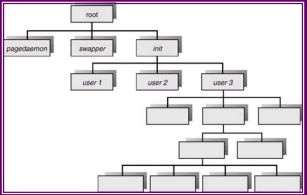 root
pagedaemon swapper init
user 1 user 2 user 3